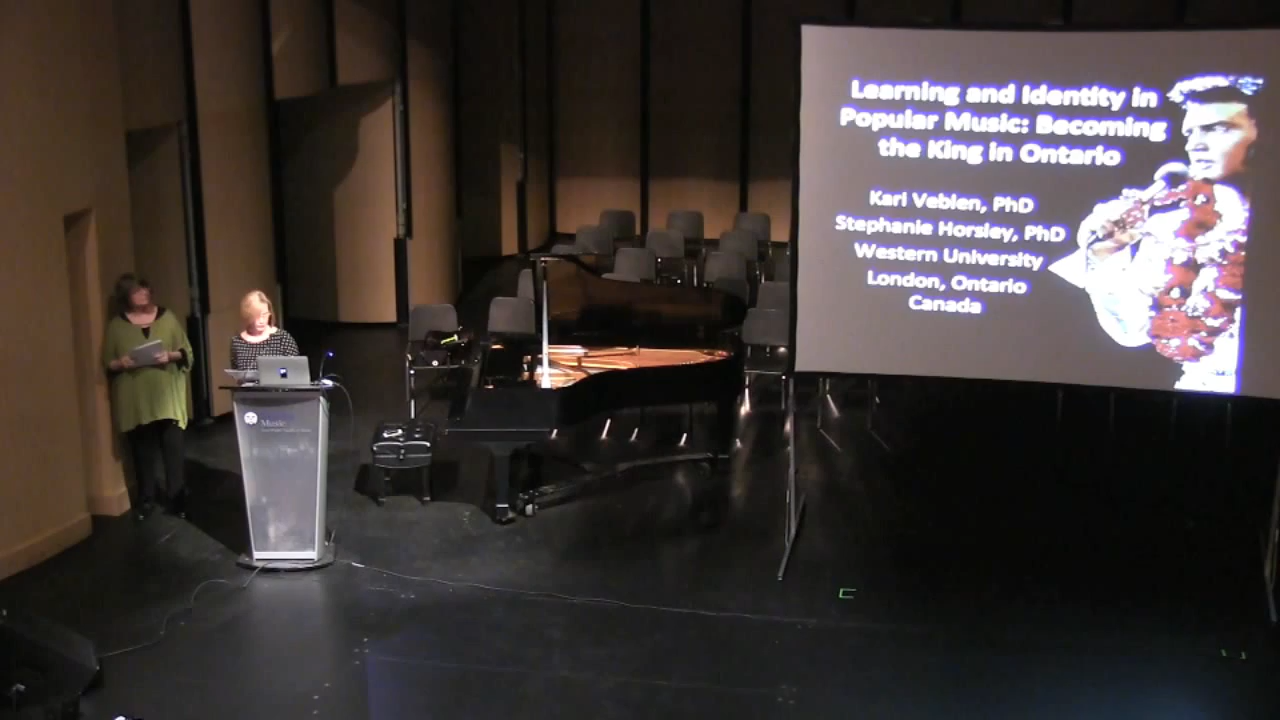 Learning and Identity in
Popular Music: Becoming
the King in Ontario
Kari Veblen, PhD
Stephanie Horsley, PhD
Western University
London, Ontario
Canada
Music